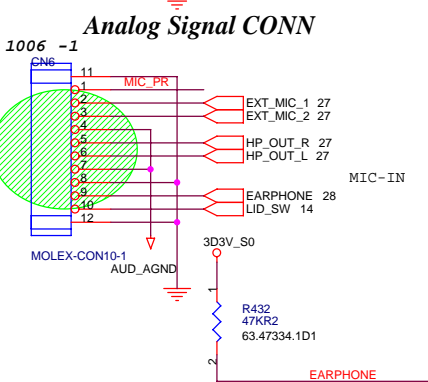 Analog Signal CONN
1006 -1
CN6
11
MIC_PR
1
2 EXT_MIC_1 27
3 EXT_MIC_2 27
4
5 HP_OUT_R 27
6 HP_OUT_L 27
7
8
MIC-IN
9 EARPHONE 28
10 LID_SW 14
12
MOLEX-CON10-1
AUD_AGND
3D3V_S0
1
R432
47KR2
63.47334.1D1
2
EARPHONE